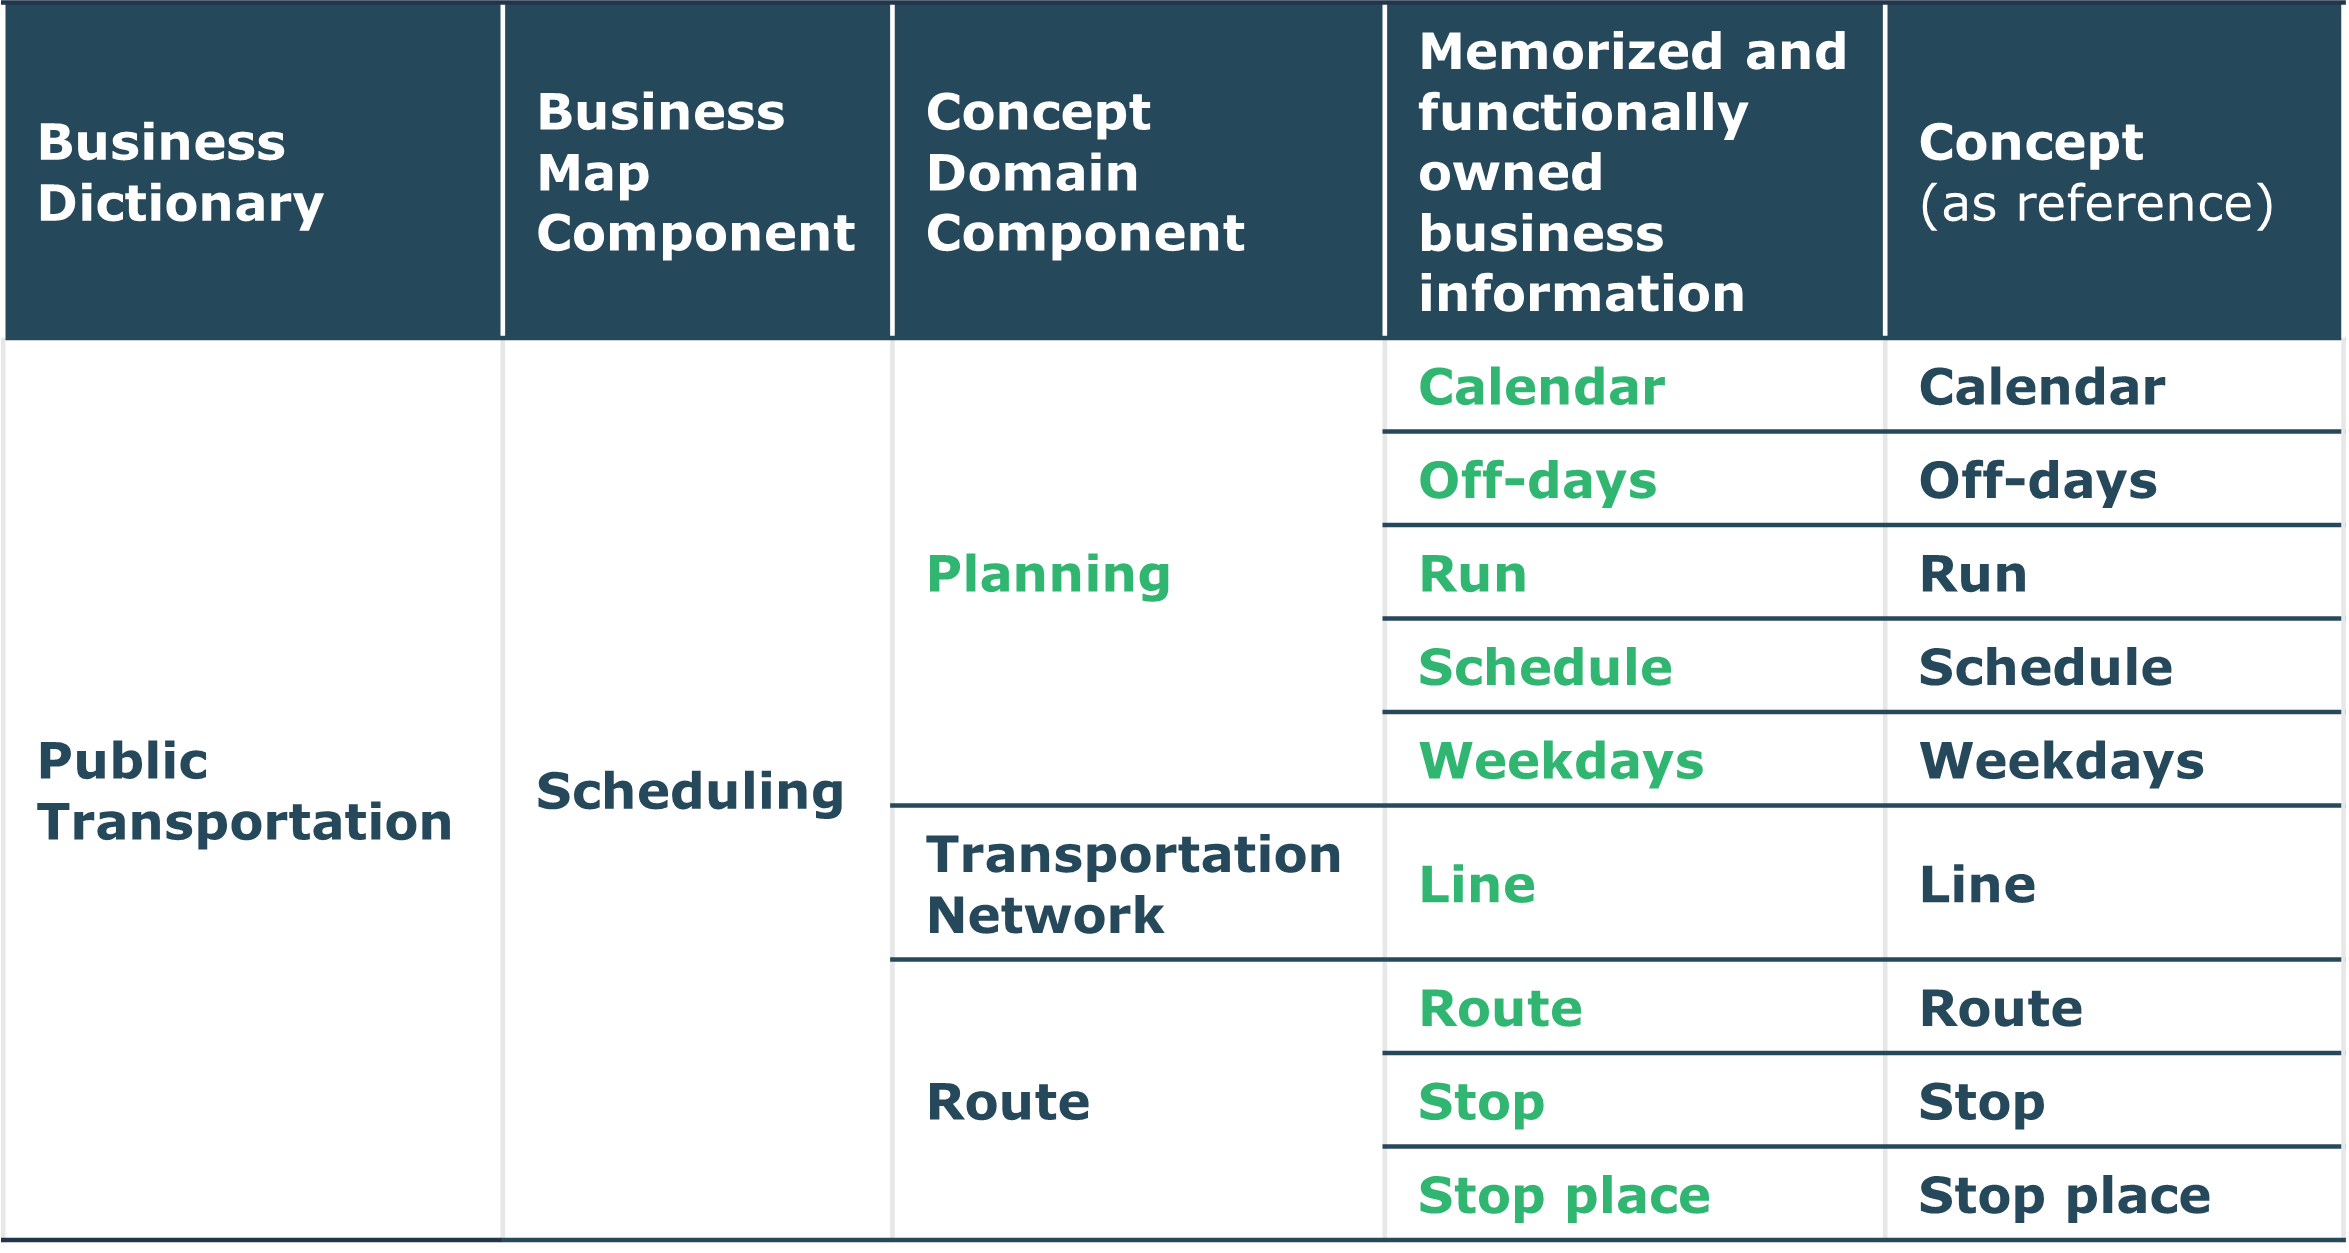 Business
Dictionary
Business
Map
Component
Concept
Domain
Component
Memorized and
functionally
owned
business
information
Concept
(as reference)
Public
Transportation
Scheduling
Planning
Calendar
Calendar
Off-days
Off-days
Run
Run
Schedule
Schedule
Weekdays
Weekdays
Transportation
Network
Line
Line
Route
Route
Route
Stop
Stop
Stop place
Stop place